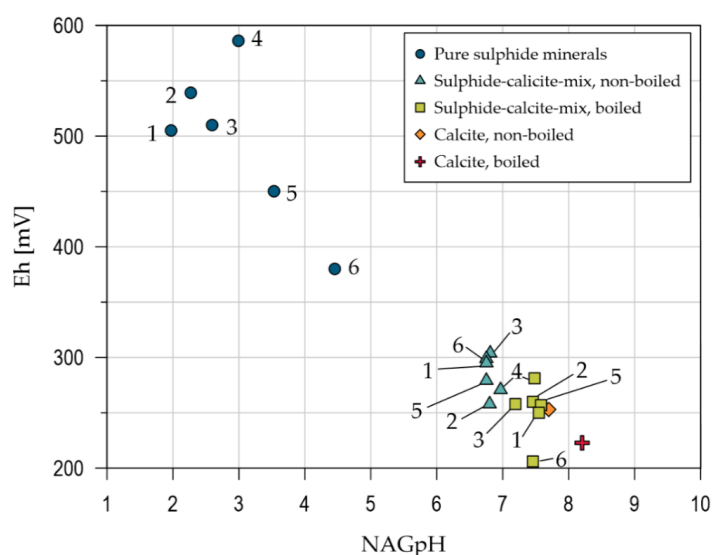 600
500
400
300
200
Eh [mV]
1 2 3 4 5 6 7 8 9 10
NAGpH
Pure sulphide minerals
Sulphide-calicite-mix, non-boiled
Sulphide-calcite-mix, boiled
Calcite, non-boiled
Calcite, boiled
4
2
1
3
5
6
3
6
1
4
2
5
5
2
3
1
6